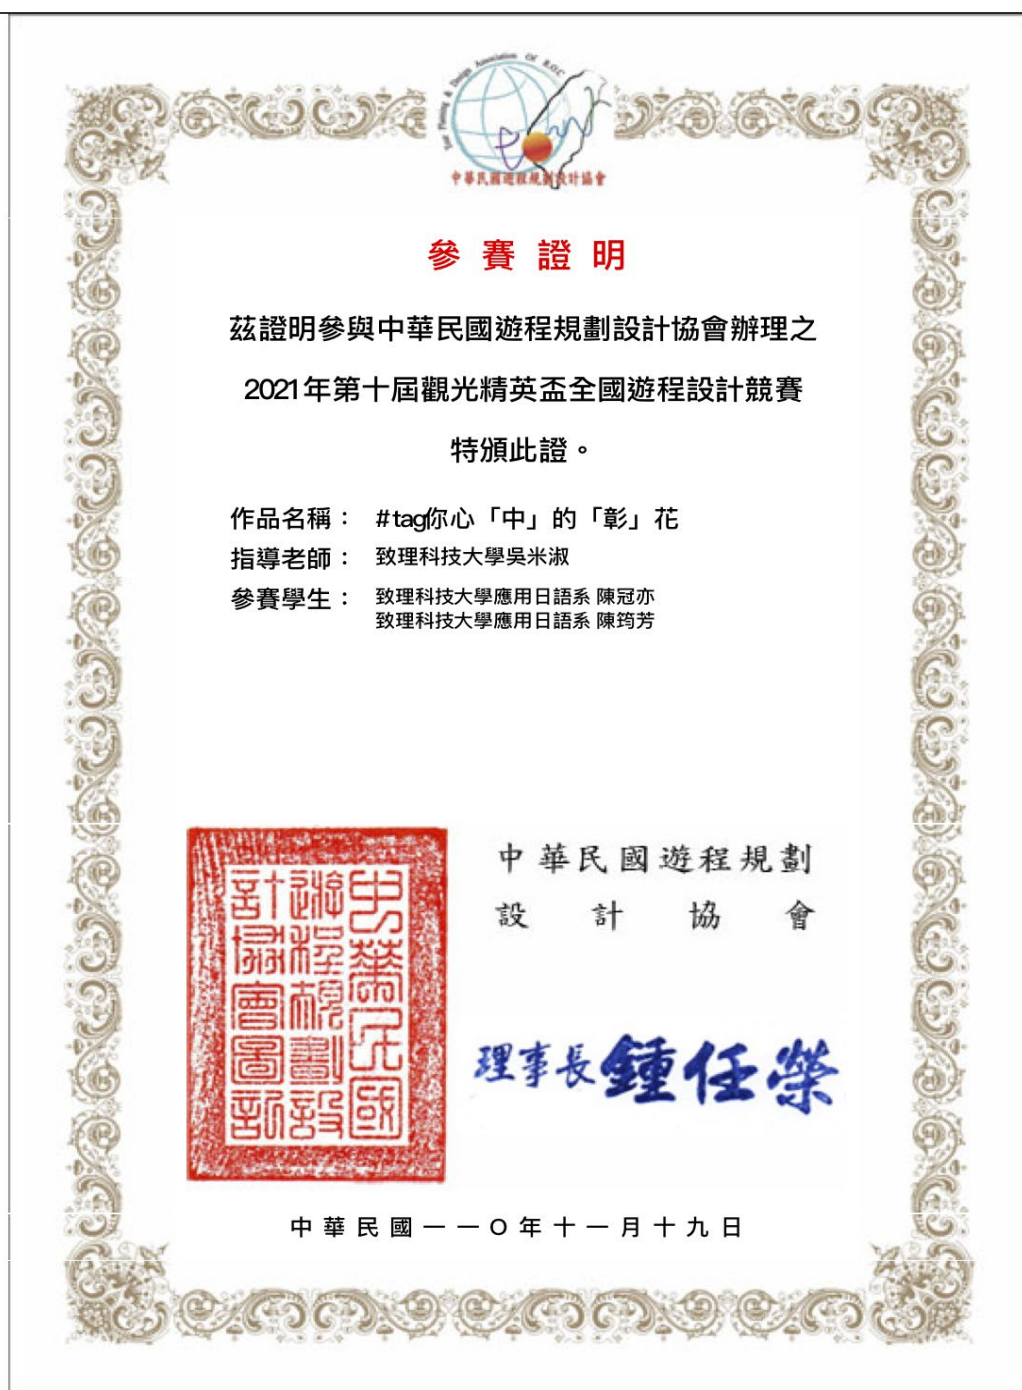 Tour Planning & Design Association Of R.O.C
中華民國遊程規劃設計協會
參賽證明
茲證明參與中華民國遊程規劃設計協會辦理之
2021年第十屆觀光精英盃全國遊程設計競賽
特頒此證。
作品名稱： #tag你心「中」的「彰」花
指導老師： 致理科技大學吳米淑
參賽學生： 致理科技大學應用日語系 陳冠亦
致理科技大學應用日語系 陳筠芳
中華民國遊程規劃
設計協會
中華民國
遊程規劃設
計協會圖記
理事長 鍾任榮
中華民國一一〇年十一月十九日